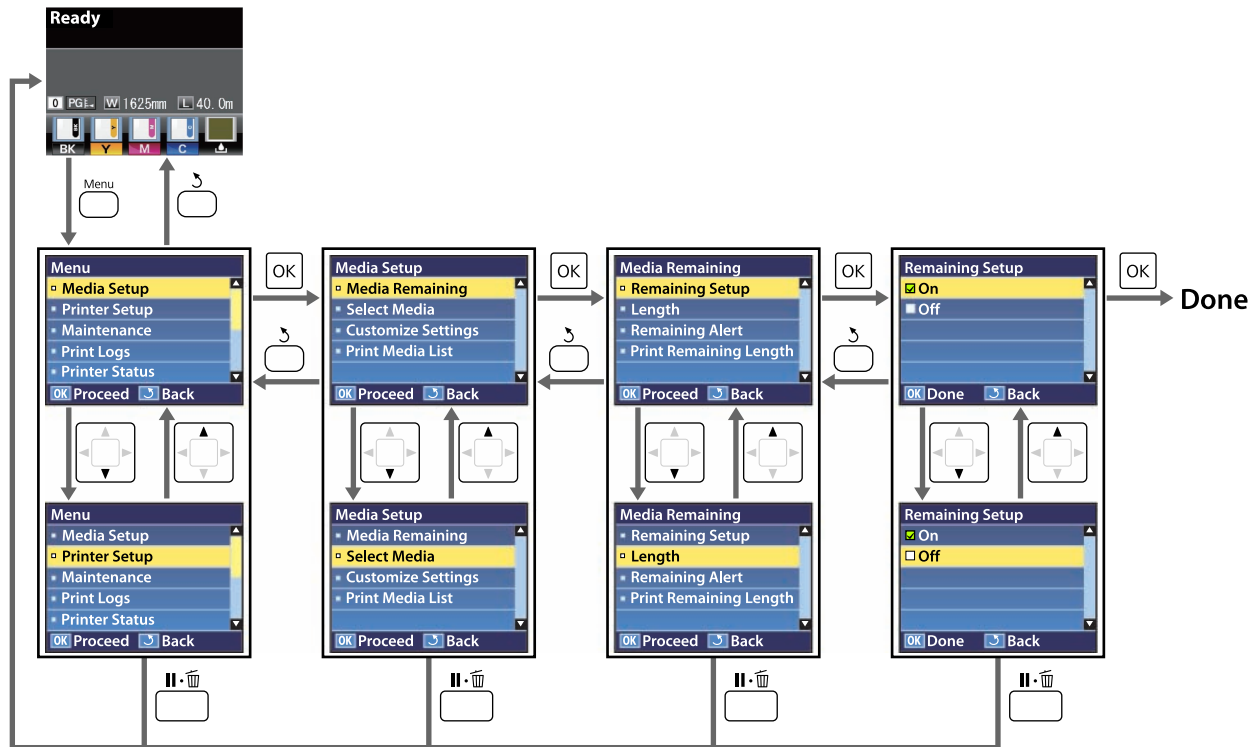 Ready
0 PG W 1625mm L 40. 0m
BK Y M C
Menu
OK OK OK OK
Menu
Media Setup
Printer Setup
Maintenance
Print Logs
Printer Status
OK Proceed Back
Media Setup
Media Remaining
Select Media
Customize Settings
Print Media List
OK Proceed Back
Media Remaining
Remaining Setup
Length
Remaining Alert
Print Remaining Length
OK Proceed Back
Remaining Setup
On
Off
OK Done Back
Done
Menu
Media Setup
Printer Setup
Maintenance
Print Logs
Printer Status
OK Proceed Back
Media Setup
Media Remaining
Select Media
Customize Settings
Print Media List
OK Proceed Back
Media Remaining
Remaining Setup
Length
Remaining Alert
Print Remaining Length
OK Proceed Back
Remaining Setup
On
Off
OK Done Back